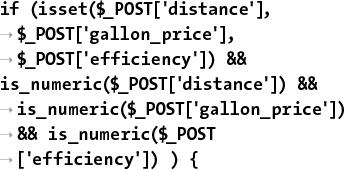 if (isset($_POST['distance'],
→ $_POST['gallon_price'],
→ $_POST['efficiency']) &&
is_numeric($_POST['distance']) &&
→ is_numeric($_POST['gallon_price'])
→ && is_numeric($_POST
→ ['efficiency']) ) {